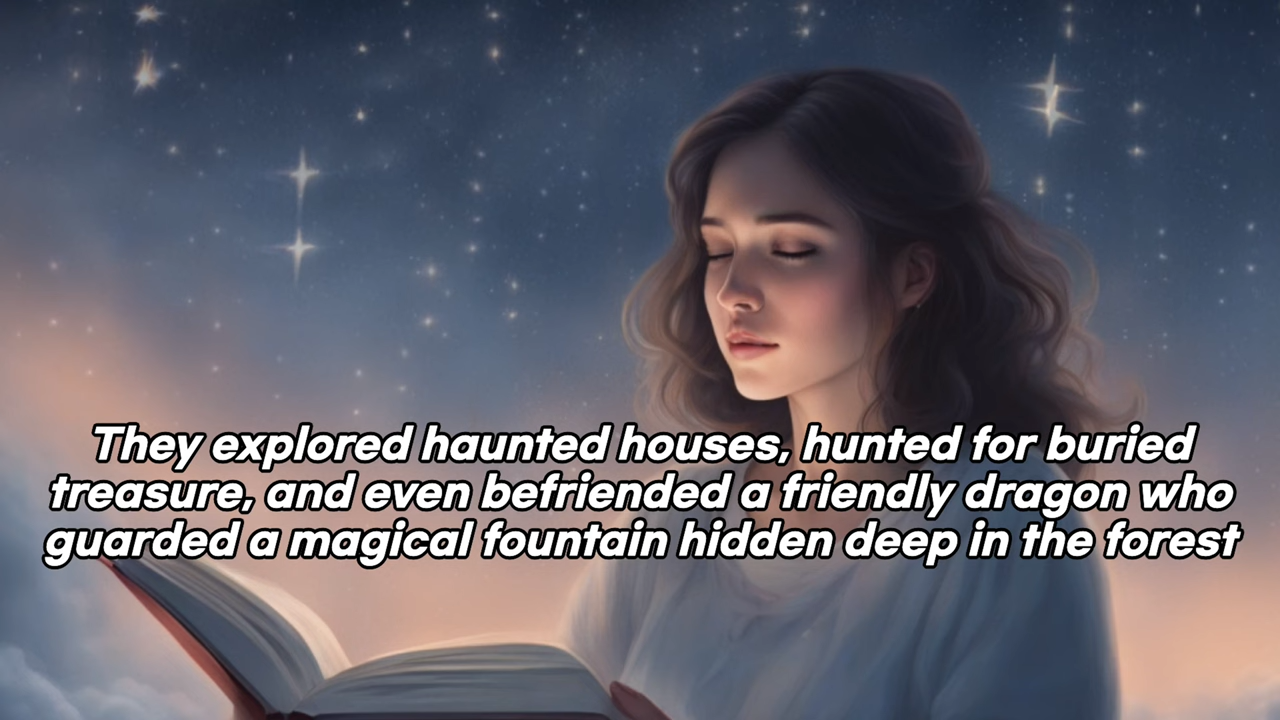 They explored haunted houses, hunted for buried
treasure, and even befriended a friendly dragon who
guarded a magical fountain hidden deep in the forest